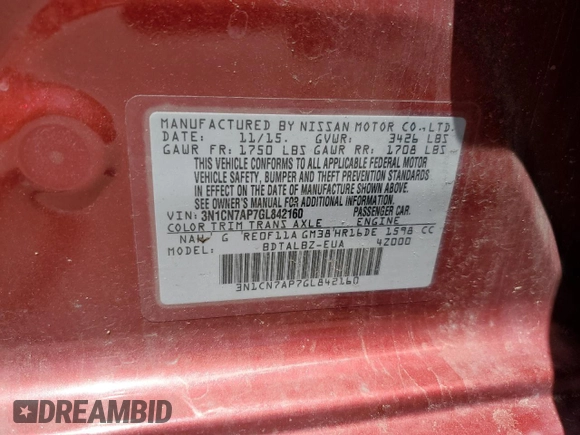 MANUFACTURED BY NISSAN MOTOR CO.,LTD.
DATE: 11/15. GVWR: 3426 LBS
GAWR FR: 1750 LBS GAWR RR: 1708 LBS
THIS VEHICLE CONFORMS TO ALL APPLICABLE FEDERAL MOTOR
VEHICLE SAFETY, BUMPER AND THEFT PREVENTION STANDARDS
IN EFFECT ON THE DATE OF MANUFACTURE SHOWN ABOVE.
SEE OWNER'S MANUAL FOR ADDITIONAL INFORMATION
VIN: 3N1CN7AP7GL842160 PASSENGER CAR.
COLOR TRIM TRANS AXLE ENGINE
G RE0F11A GM38 HR16DE 1598 CC
MODEL: BDTALBZ-EUA 4Z000
3N1CN7AP7GL842160
DREAMBID